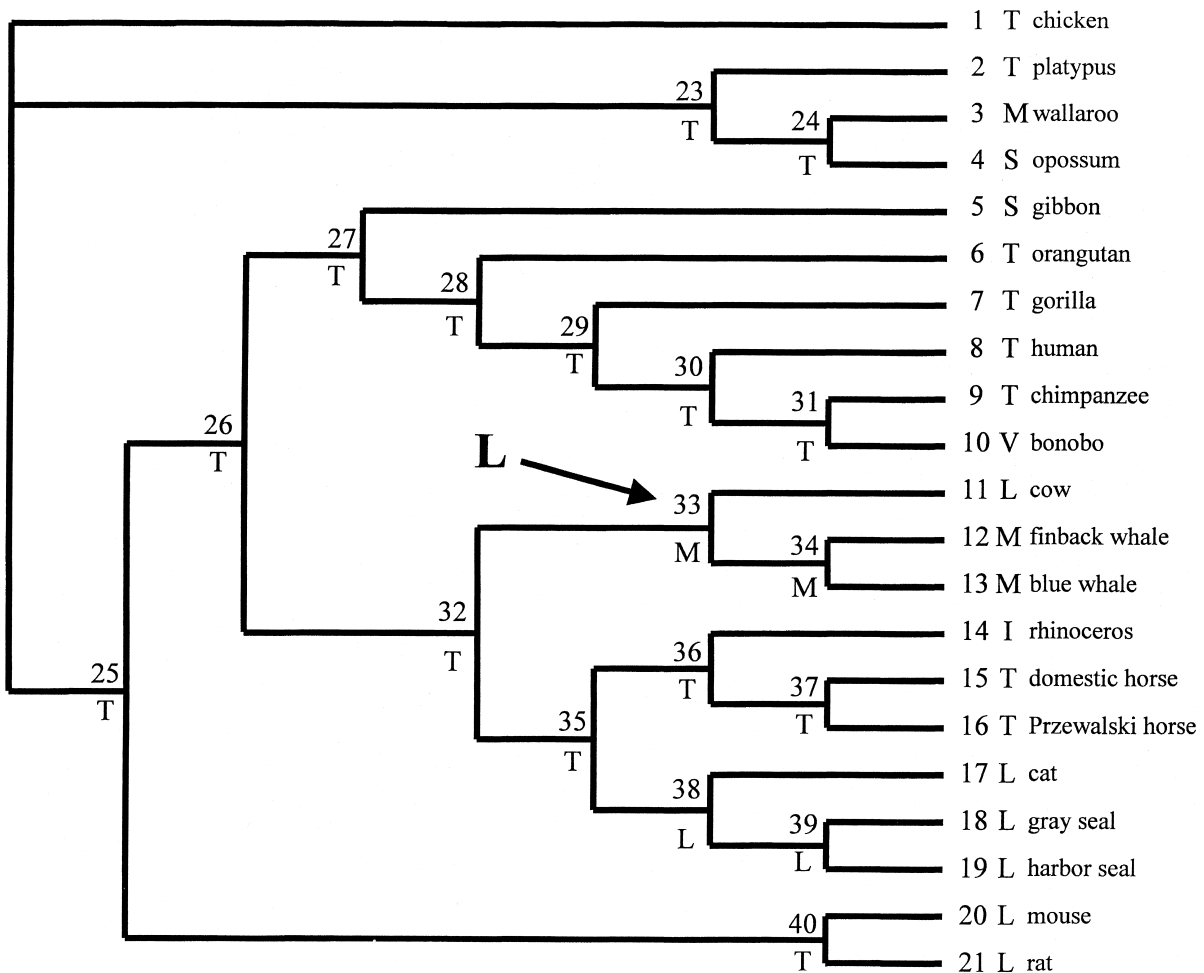 1 T chicken
2 T platypus
23
T
3 M wallaroo
24
T
4 S opossum
5 S gibbon
27
T
6 T orangutan
28
T
7 T gorilla
29
T
8 T human
30
T
9 T chimpanzee
31
T
10 V bonobo
26
T
L
11 L cow
33
M
12 M finback whale
34
M
13 M blue whale
32
T
14 I rhinoceros
36
T
15 T domestic horse
37
T
16 T Przewalski horse
25
T
35
T
17 L cat
38
L
18 L gray seal
39
L
19 L harbor seal
20 L mouse
40
T
21 L rat